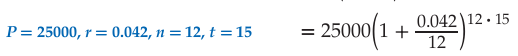 P = 25000, r = 0.042, n = 12, t = 15 = 25000(1 + 0.042/12)^12 • 15